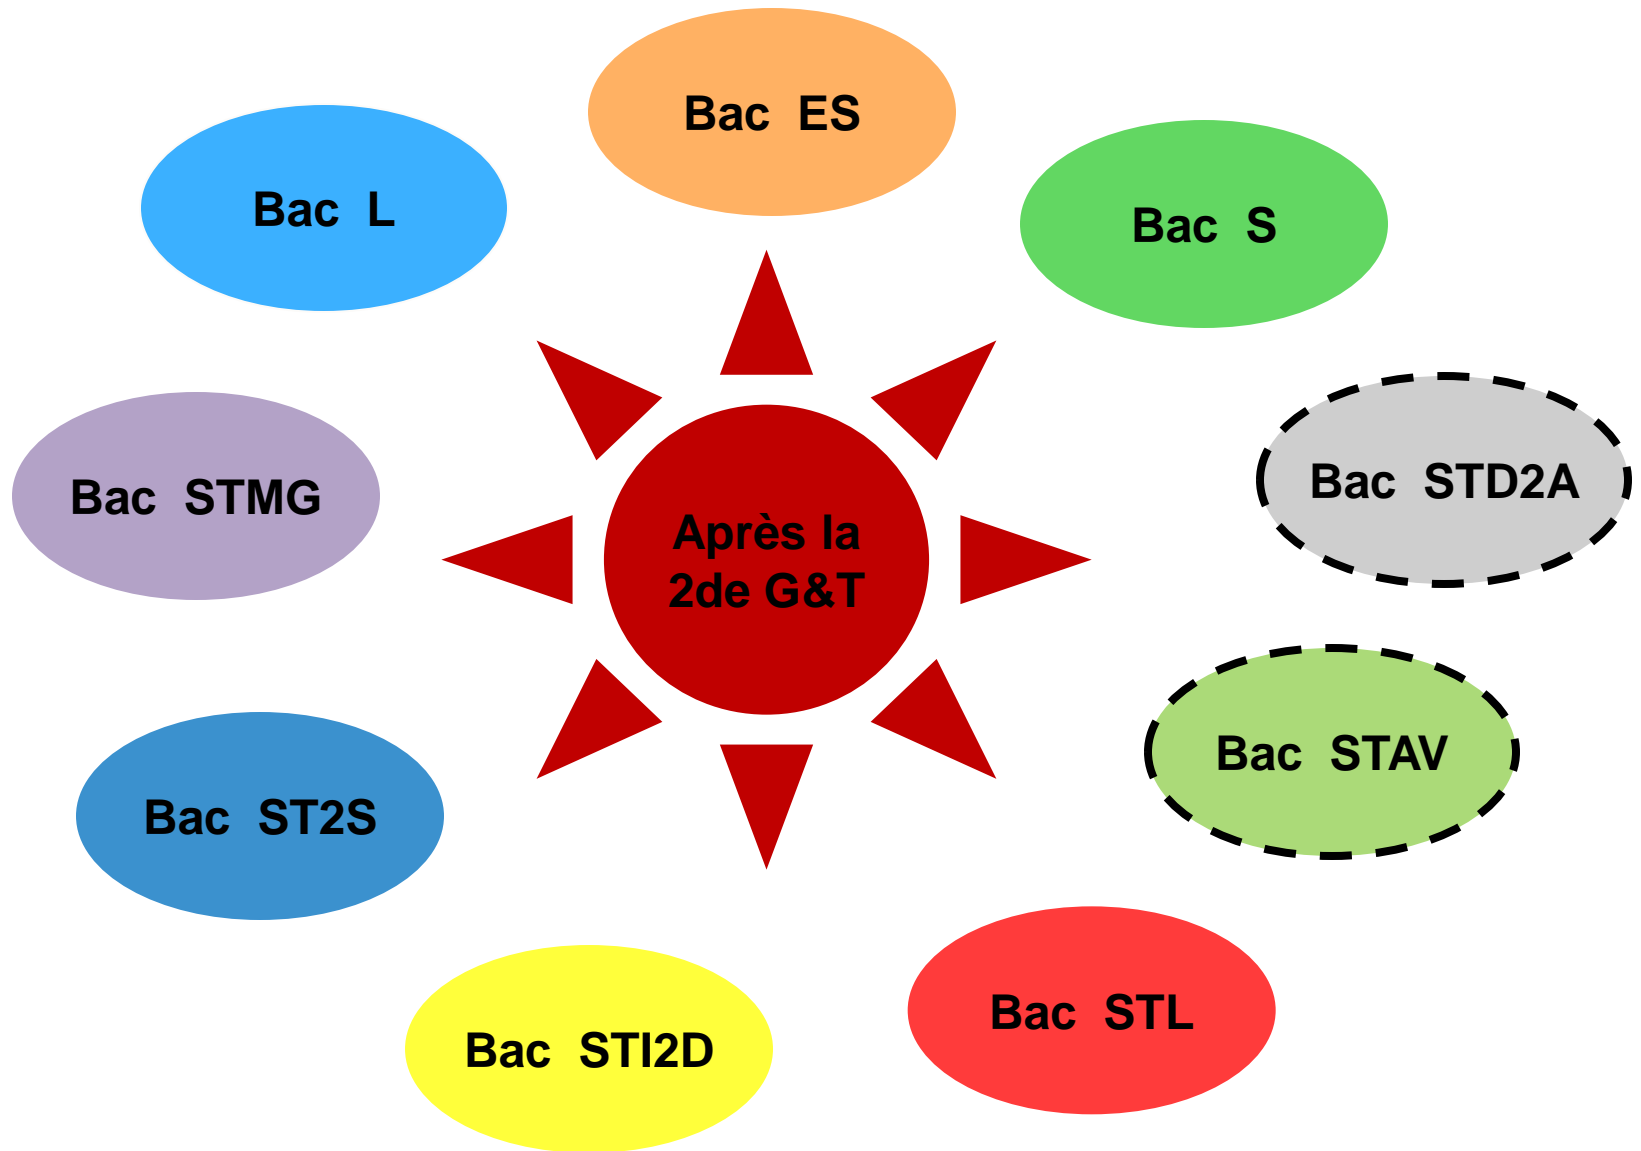 Bac ES
Bac L
Bac S
Bac STD2A
Bac STMG
Après la
2de G&T
Bac STAV
Bac ST2S
Bac STL
Bac STI2D